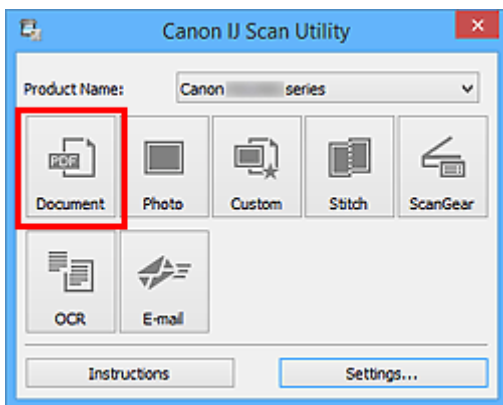 Canon IJ Scan Utility
Product Name: Canon series
PDF
Document Photo Custom Stitch ScanGear
OCR E-mail
Instructions Settings...